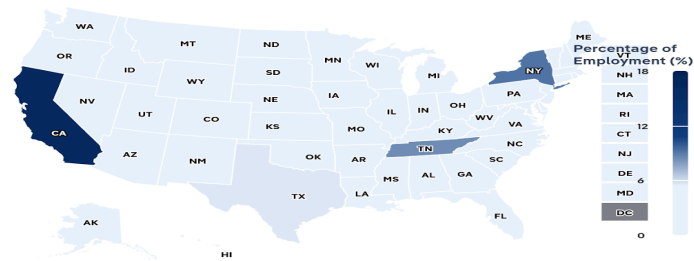 ME
WA
Percentage of
Employment (%)
MT
ND
VT
OR
MN
WI
ID
SD
MI
NY
NH
18
WY
NE
IA
PA
MA
NV
OH
IL
IN
UT
CO
WV
VA
RI
KS
MO
KY
CT
12
CA
NC
TN
NJ
AZ
NM
OK
AR
SC
DE
6
MS
AL
GA
MD
TX
LA
DC
FL
AK
0
HI